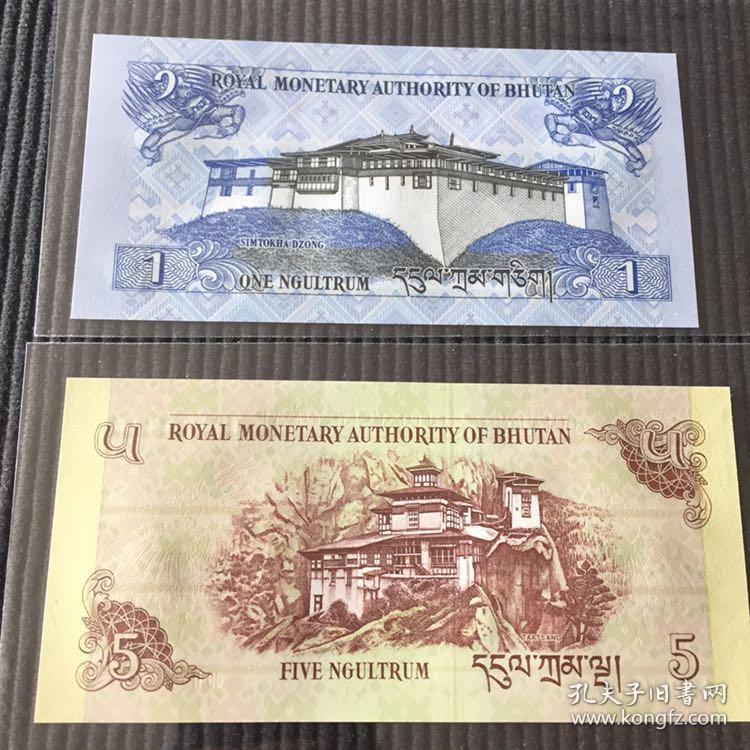 ༡ ༡
ROYAL MONETARY AUTHORITY OF BHUTAN
SIMTOKHA DZONG
1 1
ONE NGULTRUM དངུལ་ཀྲམ་གཅིག།
༥ ༥
ROYAL MONETARY AUTHORITY OF BHUTAN
TAKTSANG
5 FIVE NGULTRUM དངུལ་ཀྲམ་ལྔ། 5
孔夫子旧书网
www.kongfz.com